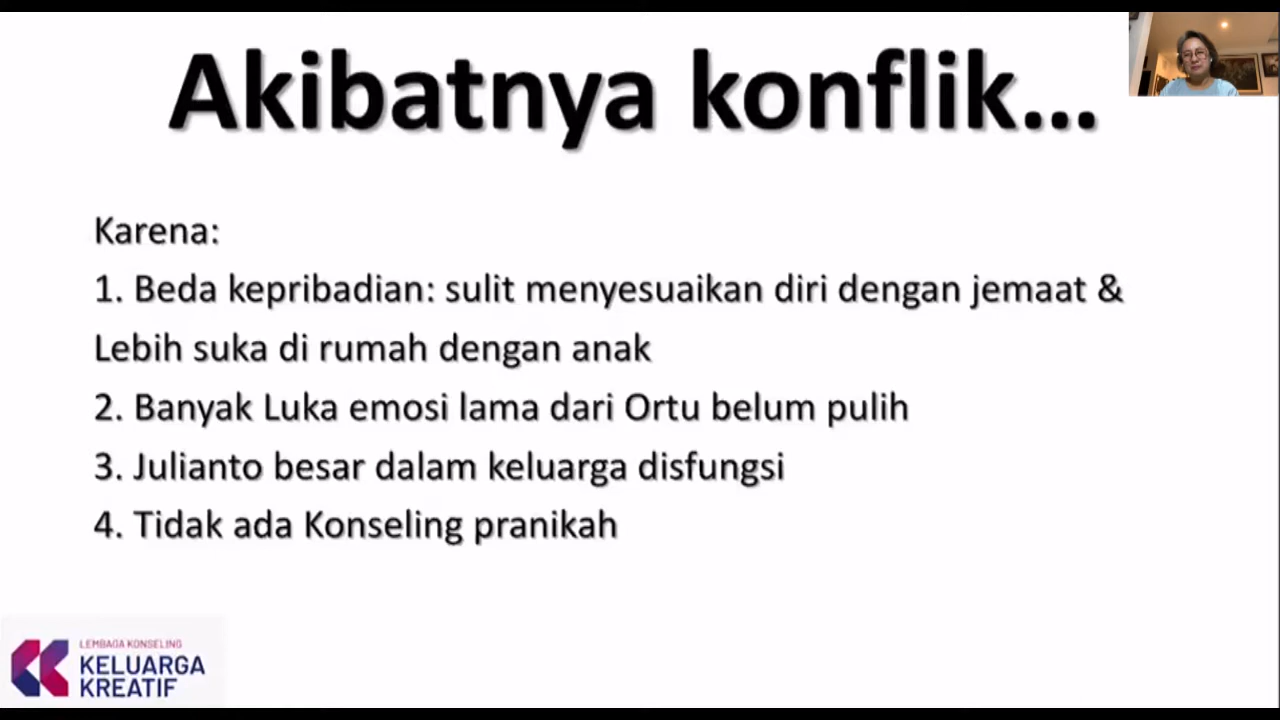 Akibatnya konflik...
Karena:
1. Beda kepribadian: sulit menyesuaikan diri dengan jemaat &
Lebih suka di rumah dengan anak
2. Banyak Luka emosi lama dari Ortu belum pulih
3. Julianto besar dalam keluarga disfungsi
4. Tidak ada Konseling pranikah
LEMBAGA KONSELING
KELUARGA
KREATIF